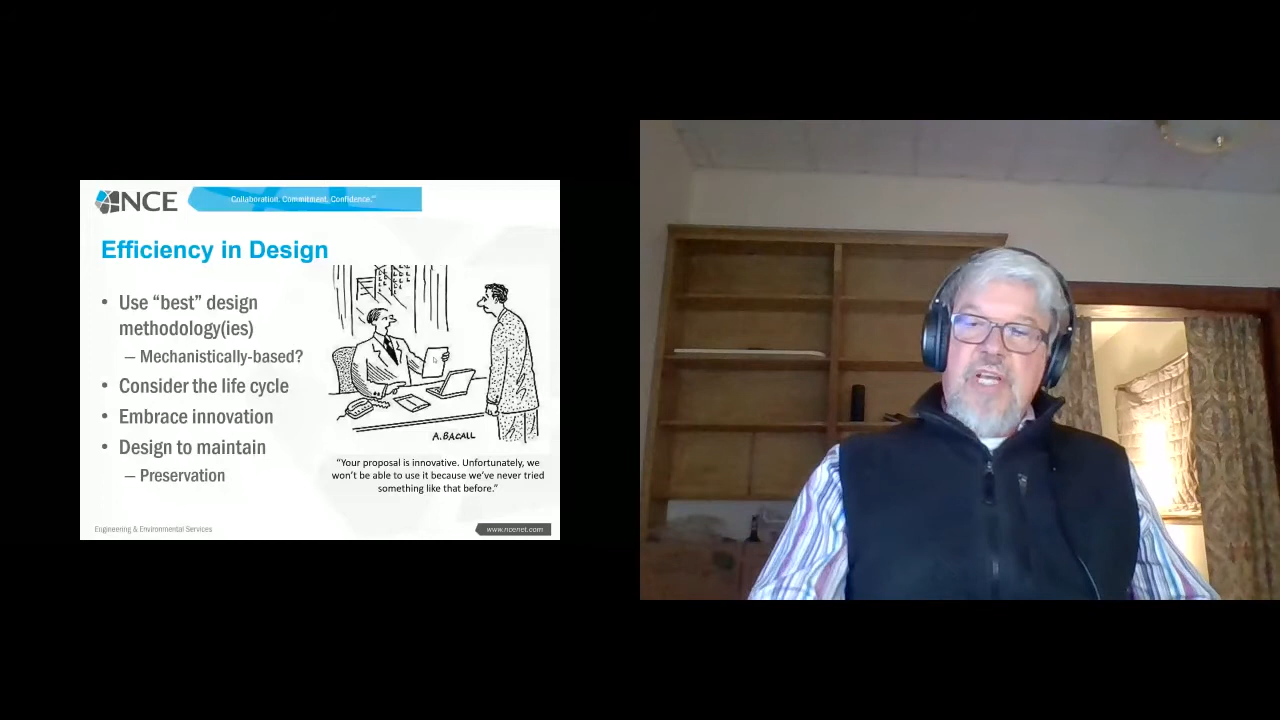 NCE
Collaboration. Commitment. Confidence.™
Efficiency in Design
• Use “best” design
methodology(ies)
– Mechanistically-based?
• Consider the life cycle
• Embrace innovation
• Design to maintain
– Preservation
A. BACALL
“Your proposal is innovative. Unfortunately, we
won’t be able to use it because we’ve never tried
something like that before.”
Engineering & Environmental Services
www.ncenet.com